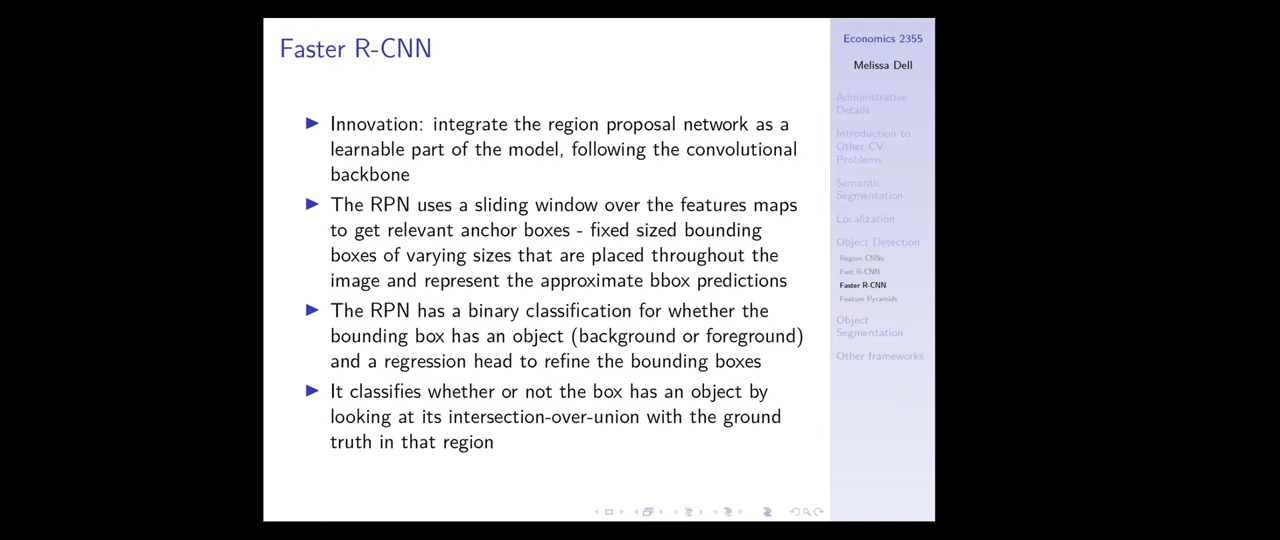 Faster R-CNN
Innovation: integrate the region proposal network as a
learnable part of the model, following the convolutional
backbone
The RPN uses a sliding window over the features maps
to get relevant anchor boxes - fixed sized bounding
boxes of varying sizes that are placed throughout the
image and represent the approximate bbox predictions
The RPN has a binary classification for whether the
bounding box has an object (background or foreground)
and a regression head to refine the bounding boxes
It classifies whether or not the box has an object by
looking at its intersection-over-union with the ground
truth in that region
Economics 2355
Melissa Dell
Administrative
Details
Introduction to
Other CV
Problems
Semantic
Segmentation
Localization
Object Detection
Region CNNs
Fast R-CNN
Faster R-CNN
Feature Pyramids
Object
Segmentation
Other frameworks